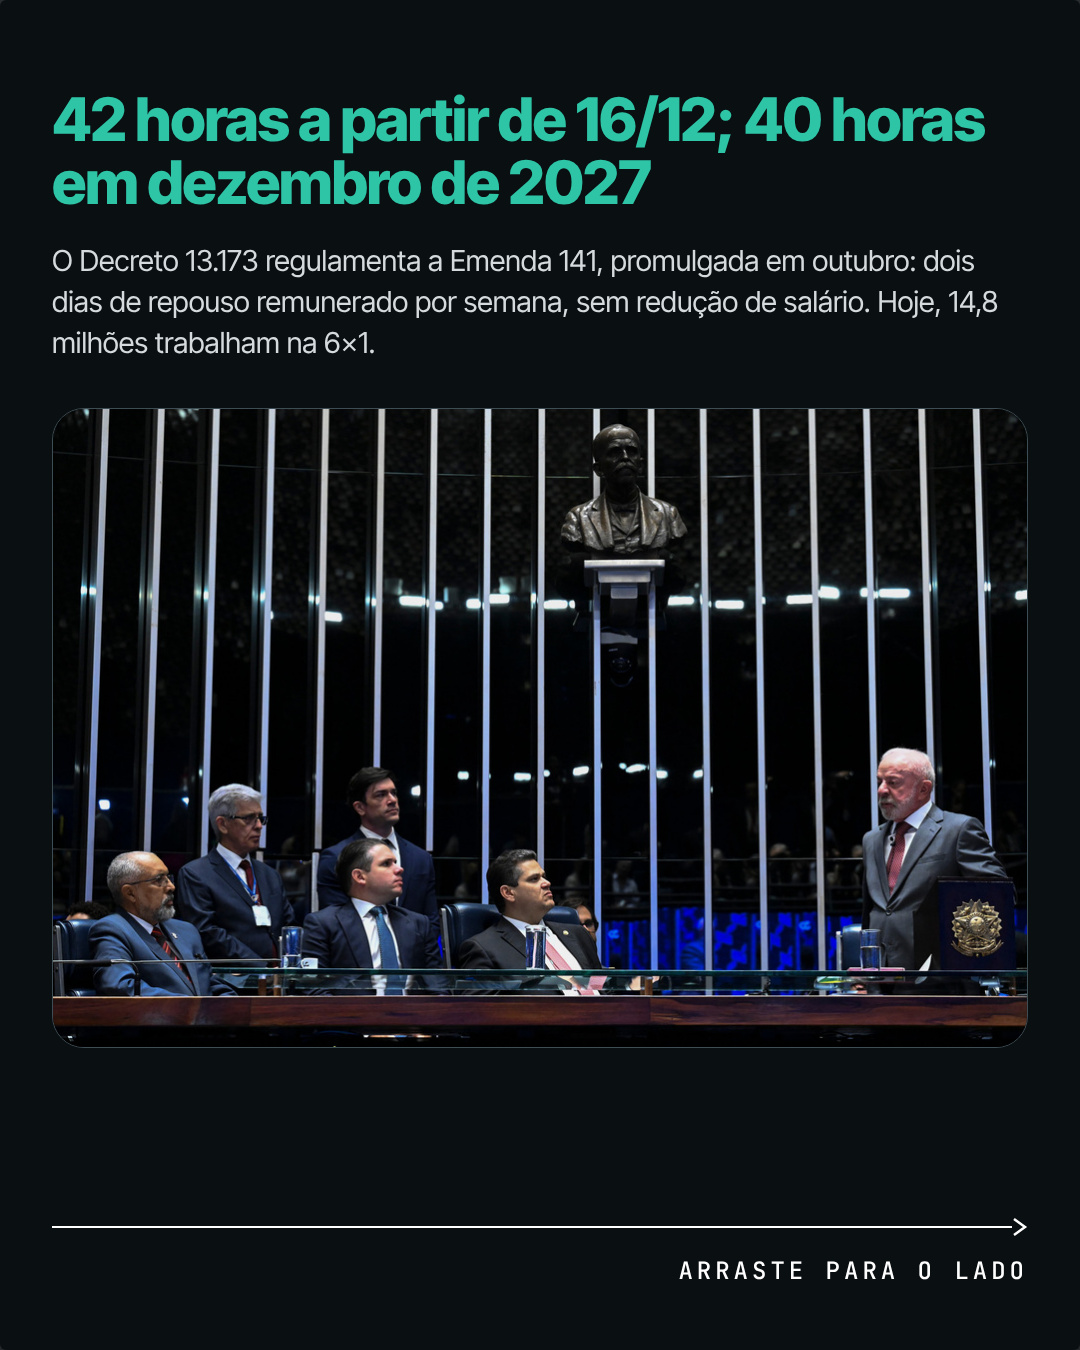 42 horas a partir de 16/12; 40 horas
em dezembro de 2027
O Decreto 13.173 regulamenta a Emenda 141, promulgada em outubro: dois
dias de repouso remunerado por semana, sem redução de salário. Hoje, 14,8
milhões trabalham na 6×1.
ARRASTE PARA O LADO